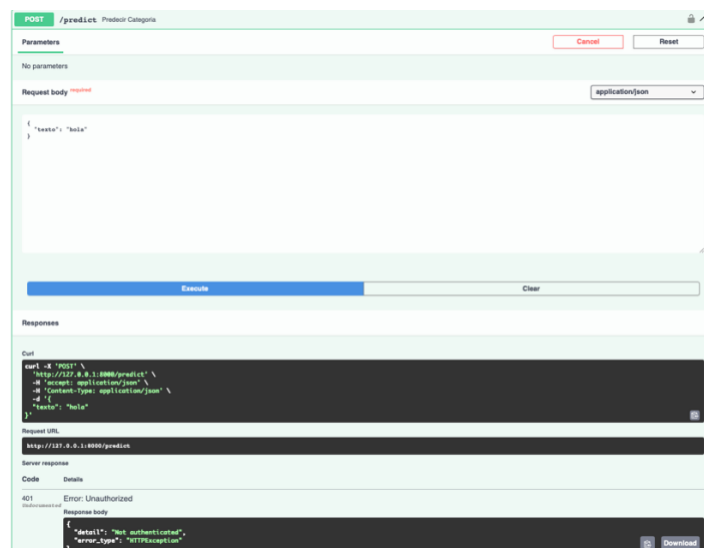 POST /predict Predecir Categoria
Parameters
Cancel
Reset
No parameters
Request body required
application/json
{
"texto": "hola"
}
Execute
Clear
Responses
Curl
curl -X 'POST' \
'http://127.0.0.1:8000/predict' \
-H 'accept: application/json' \
-H 'Content-Type: application/json' \
-d '{
"texto": "hola"
}'
Request URL
http://127.0.0.1:8000/predict
Server response
Code
Details
401
Undocumented
Error: Unauthorized
Response body
{
"detail": "Not authenticated",
"error_type": "HTTPException"
}
Download